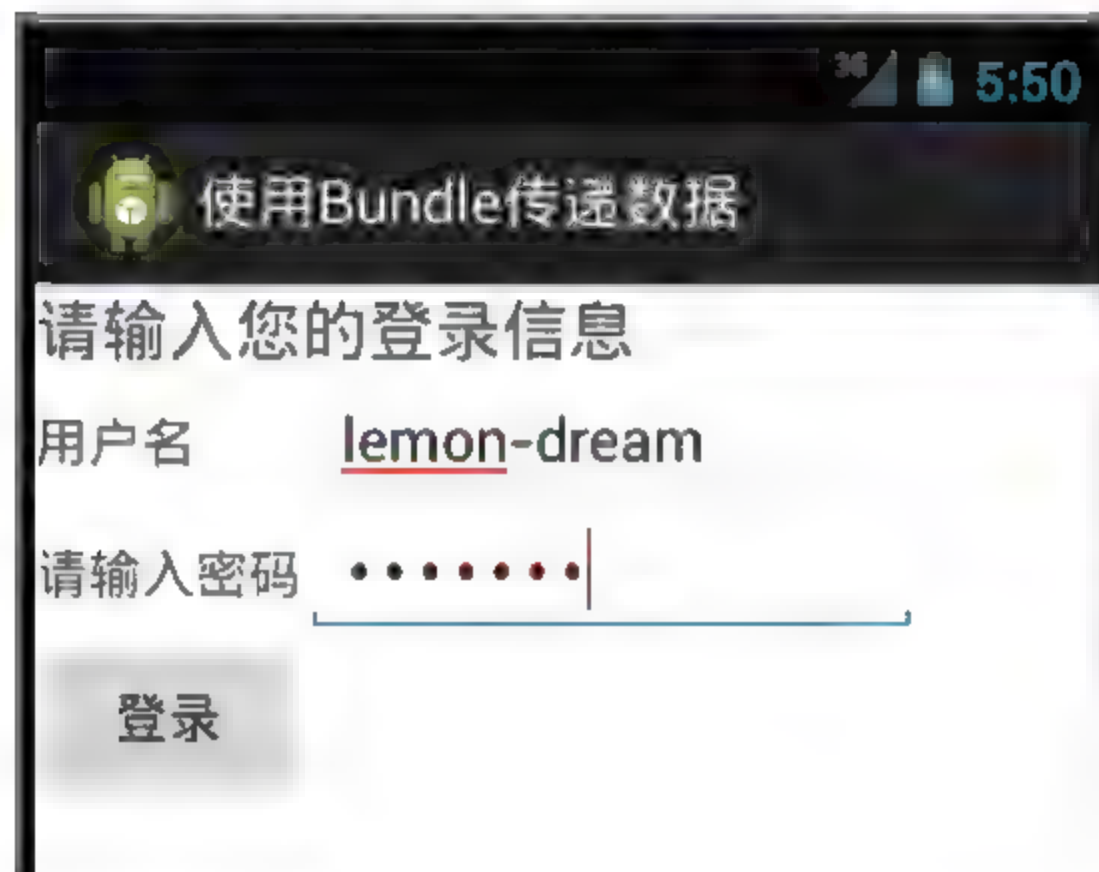 3G 5:50
使用Bundle传递数据
请输入您的登录信息
用户名 lemon-dream
请输入密码 •••••••
登录